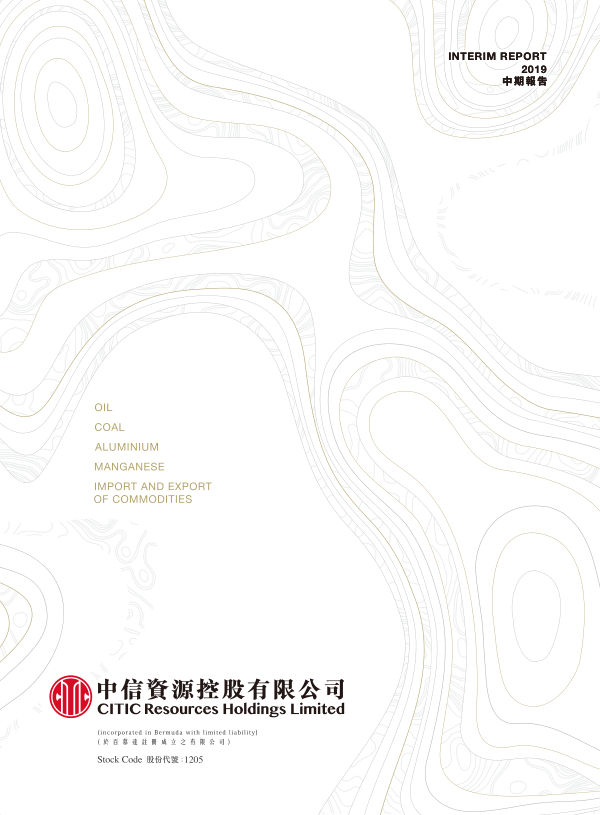 INTERIM REPORT
2019
中期報告
OIL
COAL
ALUMINIUM
MANGANESE
IMPORT AND EXPORT
OF COMMODITIES
CITIC
中信資源控股有限公司
CITIC Resources Holdings Limited
(incorporated in Bermuda with limited liability)
(於百慕達註冊成立之有限公司)
Stock Code 股份代號 : 1205